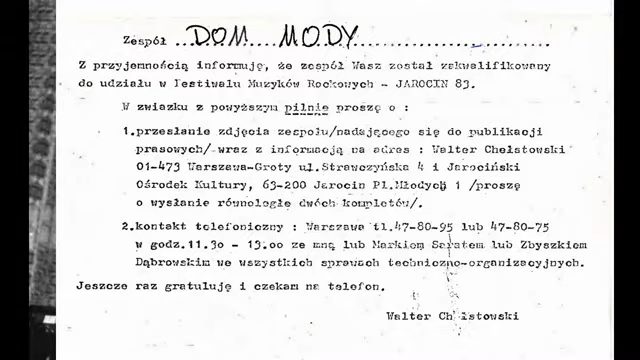 Zespół ...DOM....MODY.......................
Z przyjemnością informuję, że zespół Wasz został zakwalifikowany
do udziału w Festiwalu Muzyków Rockowych - JAROCIN 83.
W związku z powyższym pilnie proszę o :
1.przesłanie zdjęcia zespołu/nadającego się do publikacji
prasowych/ wraz z informacją na adres : Walter Chełstowski
01-473 Warszawa-Groty ul.Strawczyńska 4 i Jarociński
Ośrodek Kultury, 63-200 Jarocin Pl.Młodych 1 /proszę
o wysłanie równoległe dwóch kompletów/.
2.kontakt telefoniczny : Warszawa tl.47-80-95 lub 47-80-75
w godz.11.30 - 13.00 ze mną lub Markiem lub Zbyszkiem
Dąbrowskim we wszystkich sprawach techniczno-organizacyjnych.
Jeszcze raz gratuluję i czekam na telefon.
Walter Chełstowski